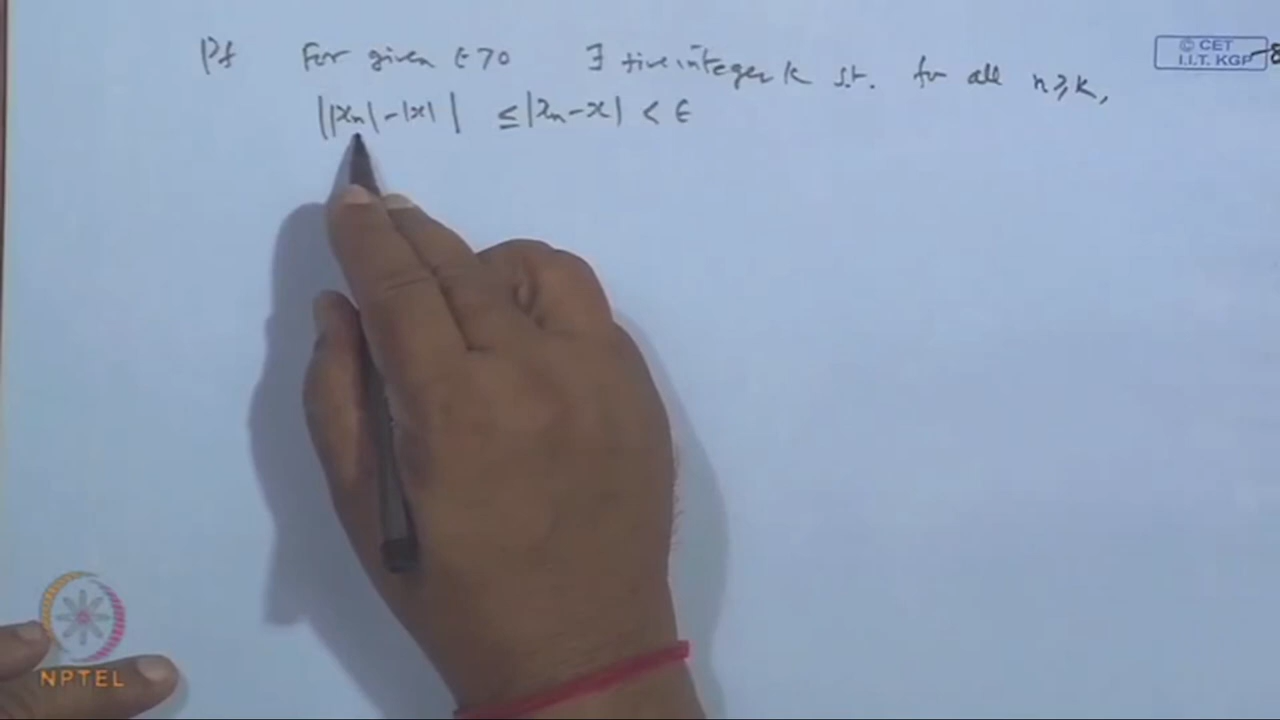 Pf For given ε>0 ∃ +ive integer k s.t. for all n≥k,
||xn|-|x|| ≤|xn-x| < ε
© CET
I.I.T. KGP
NPTEL